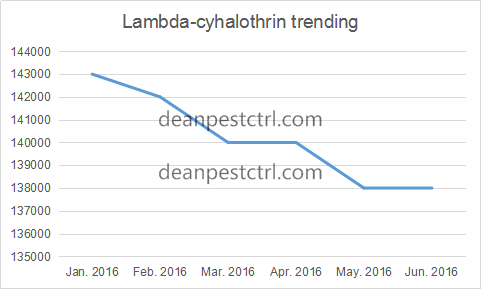 Lambda-cyhalothrin trending
144000
143000
142000
141000
140000
139000
138000
137000
136000
135000
deanpestctrl.com
deanpestctrl.com
Jan. 2016 Feb. 2016 Mar. 2016 Apr. 2016 May. 2016 Jun. 2016